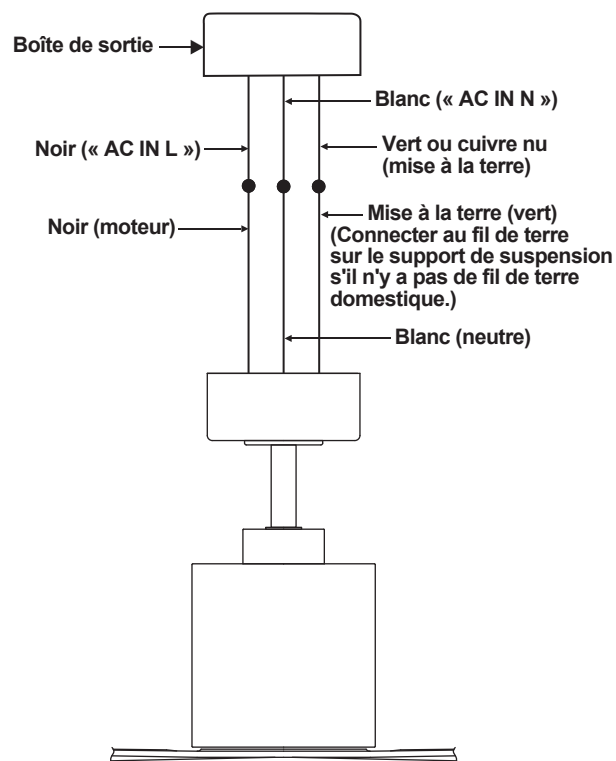 Boîte de sortie
Blanc (« AC IN N »)
Noir (« AC IN L »)
Vert ou cuivre nu
(mise à la terre)
Noir (moteur)
Mise à la terre (vert)
(Connecter au fil de terre
sur le support de suspension
s'il n'y a pas de fil de terre
domestique.)
Blanc (neutre)